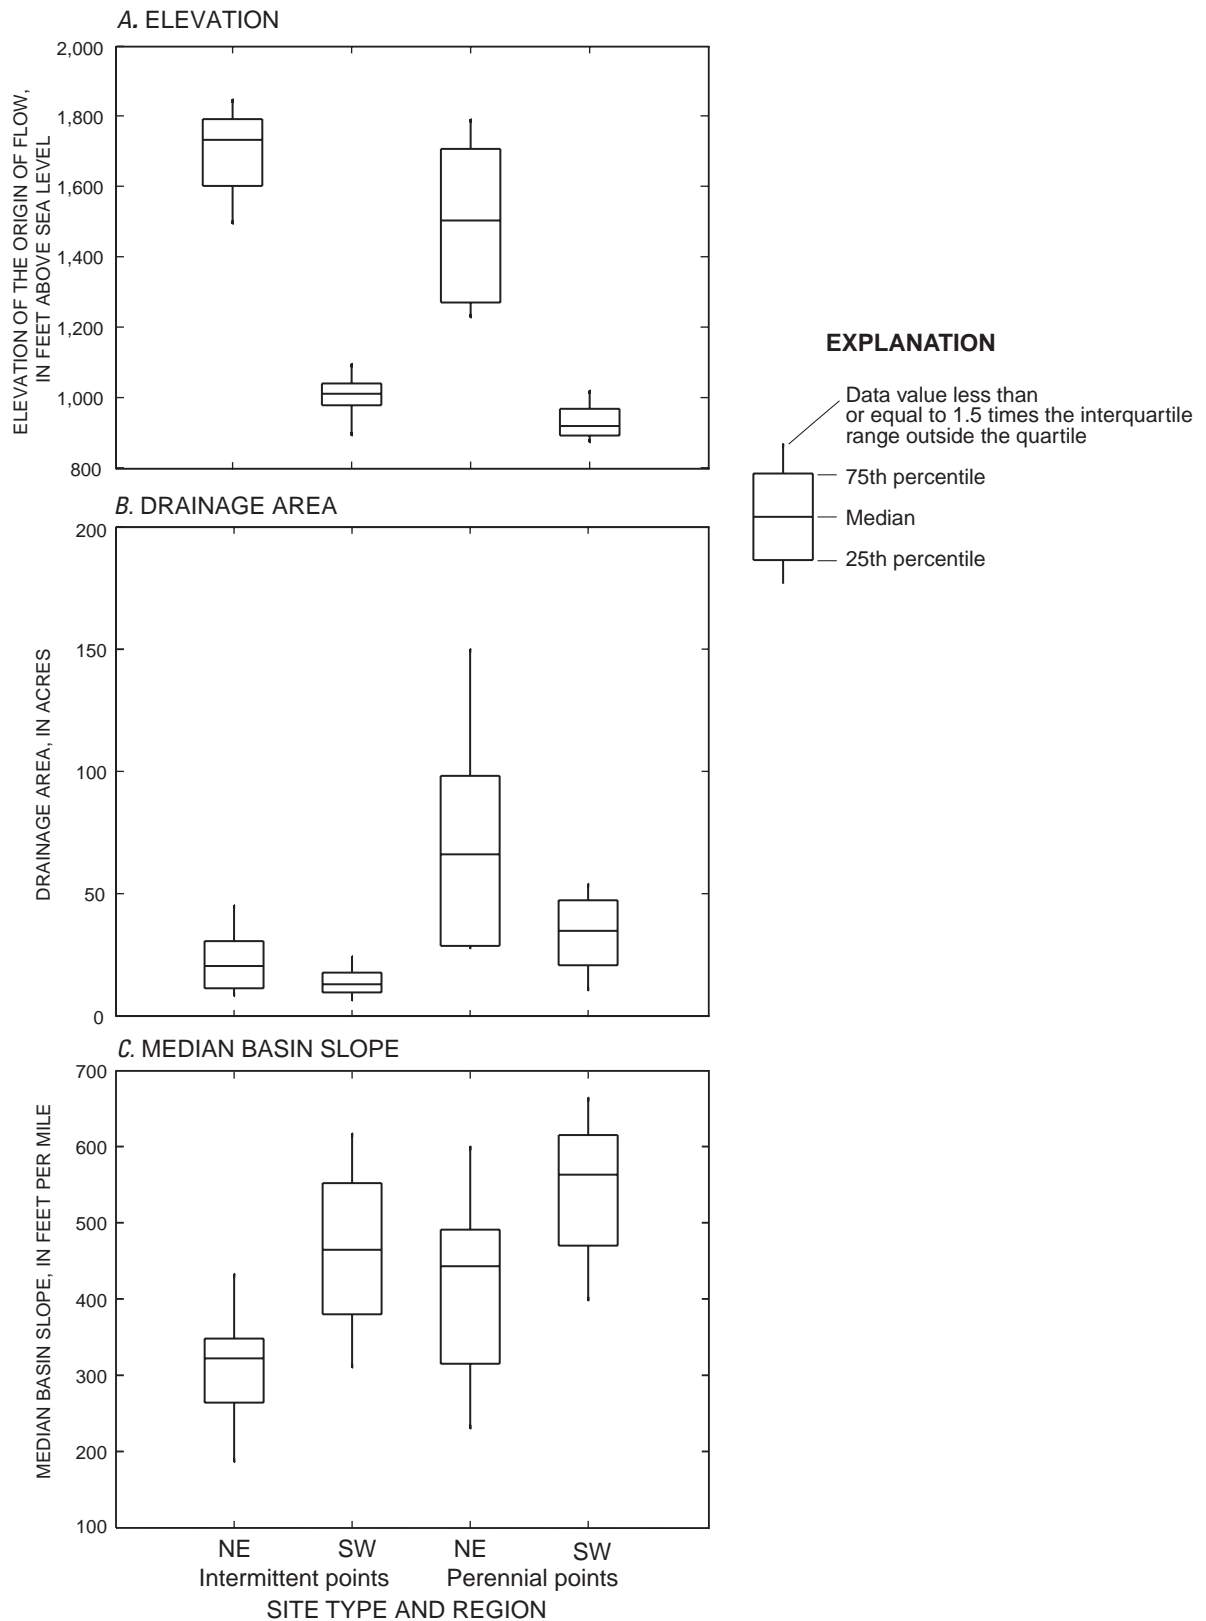 A. ELEVATION
2,000
1,800
1,600
1,400
1,200
1,000
800
ELEVATION OF THE ORIGIN OF FLOW,
IN FEET ABOVE SEA LEVEL
EXPLANATION
Data value less than
or equal to 1.5 times the interquartile
range outside the quartile
75th percentile
Median
25th percentile
B. DRAINAGE AREA
200
150
100
50
0
DRAINAGE AREA, IN ACRES
C. MEDIAN BASIN SLOPE
700
600
500
400
300
200
100
MEDIAN BASIN SLOPE, IN FEET PER MILE
NE SW NE SW
Intermittent points Perennial points
SITE TYPE AND REGION